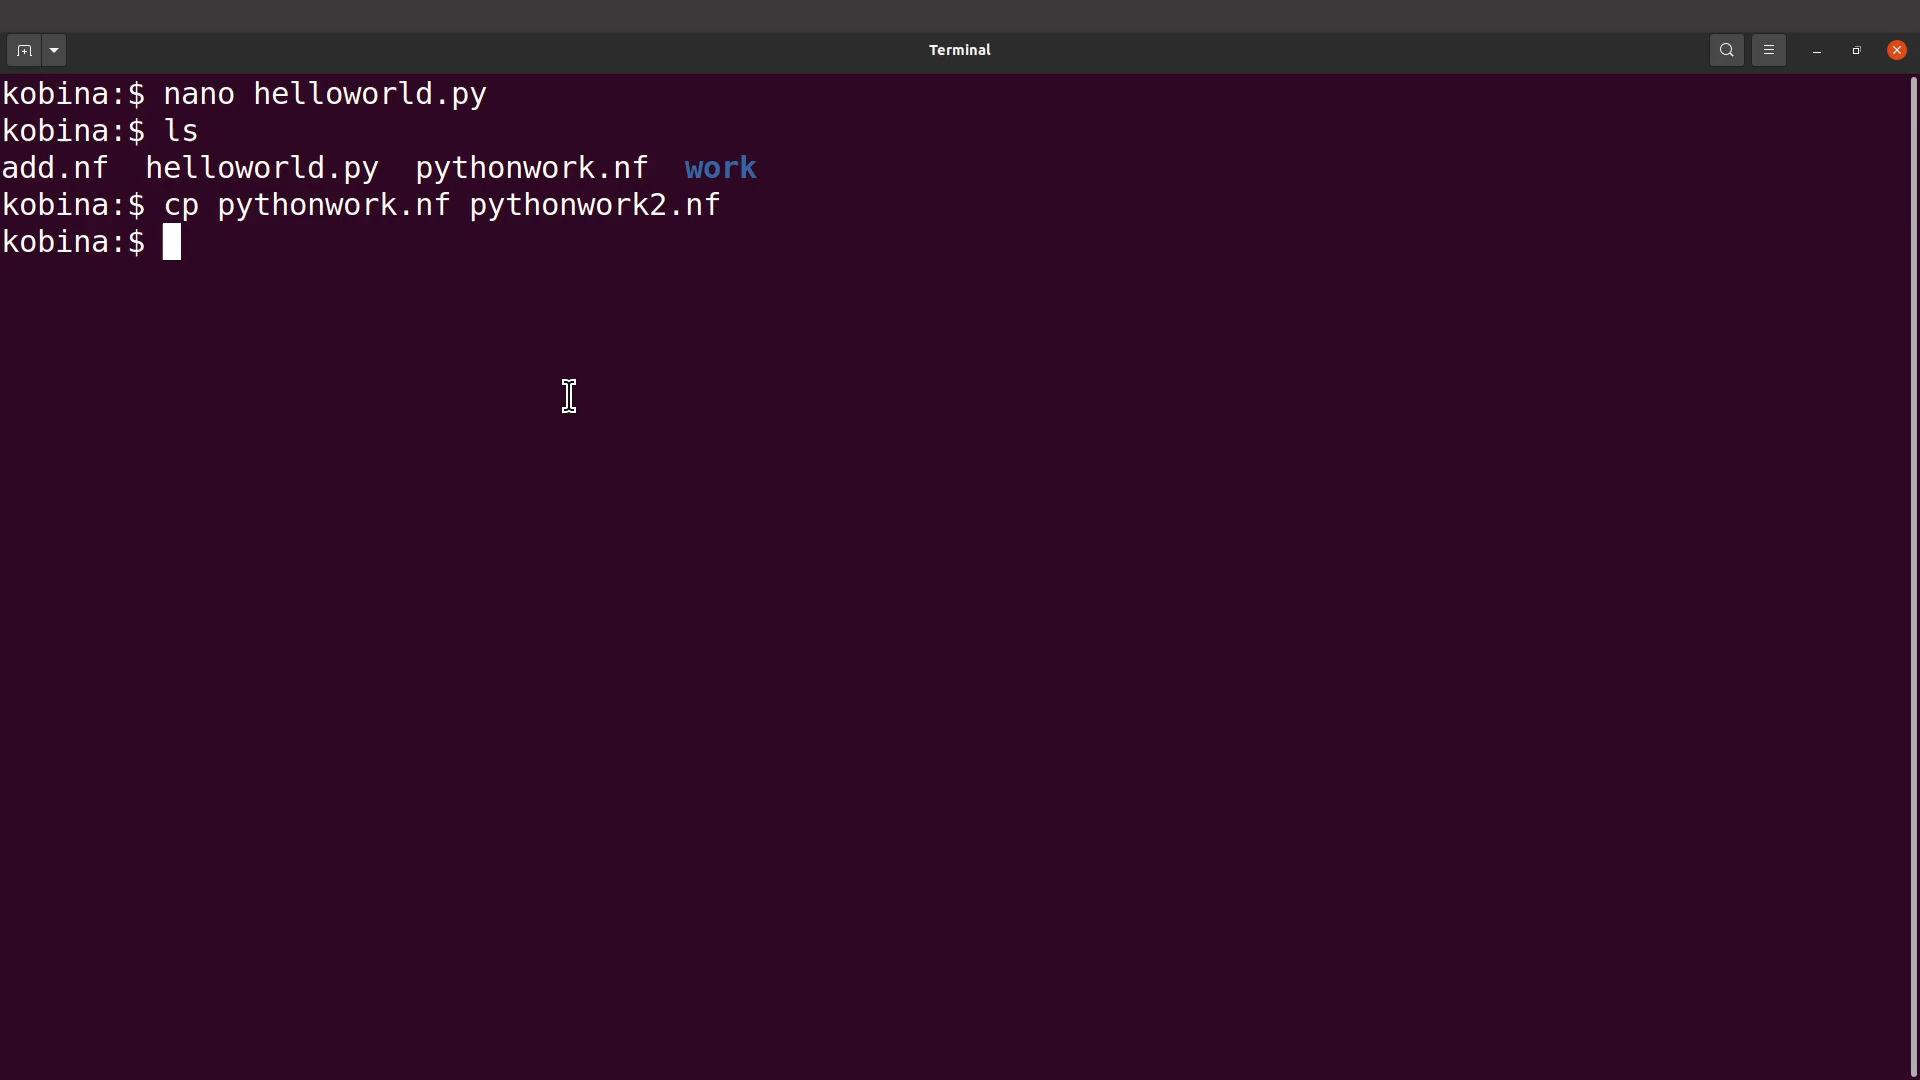 Terminal
kobina:$ nano helloworld.py
kobina:$ ls
add.nf  helloworld.py  pythonwork.nf  work
kobina:$ cp pythonwork.nf pythonwork2.nf
kobina:$